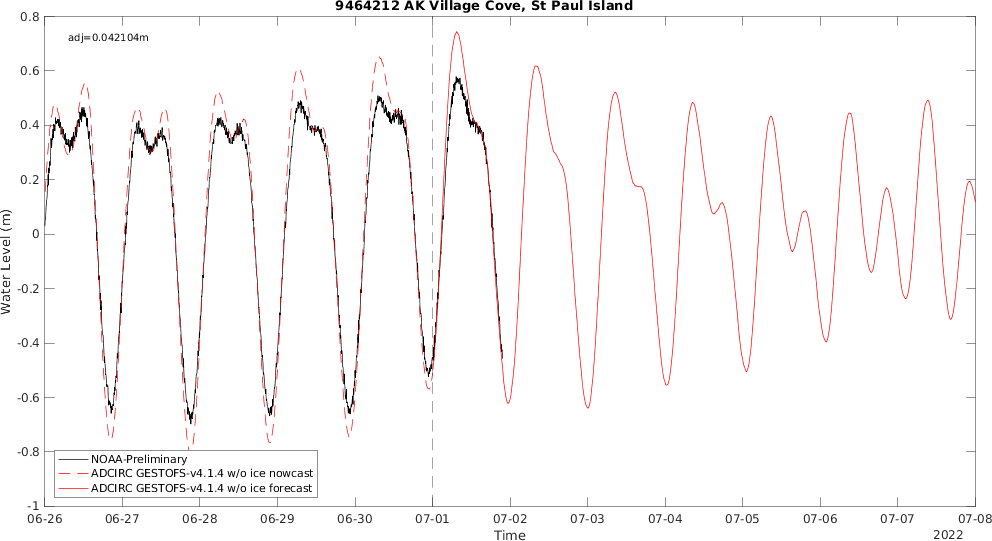 9464212 AK Village Cove, St Paul Island
adj=0.042104m
0.8
0.6
0.4
0.2
0
-0.2
-0.4
-0.6
-0.8
-1
Water Level (m)
NOAA-Preliminary
ADCIRC GESTOFS-v4.1.4 w/o ice nowcast
ADCIRC GESTOFS-v4.1.4 w/o ice forecast
06-26 06-27 06-28 06-29 06-30 07-01 07-02 07-03 07-04 07-05 07-06 07-07 07-08
Time
2022